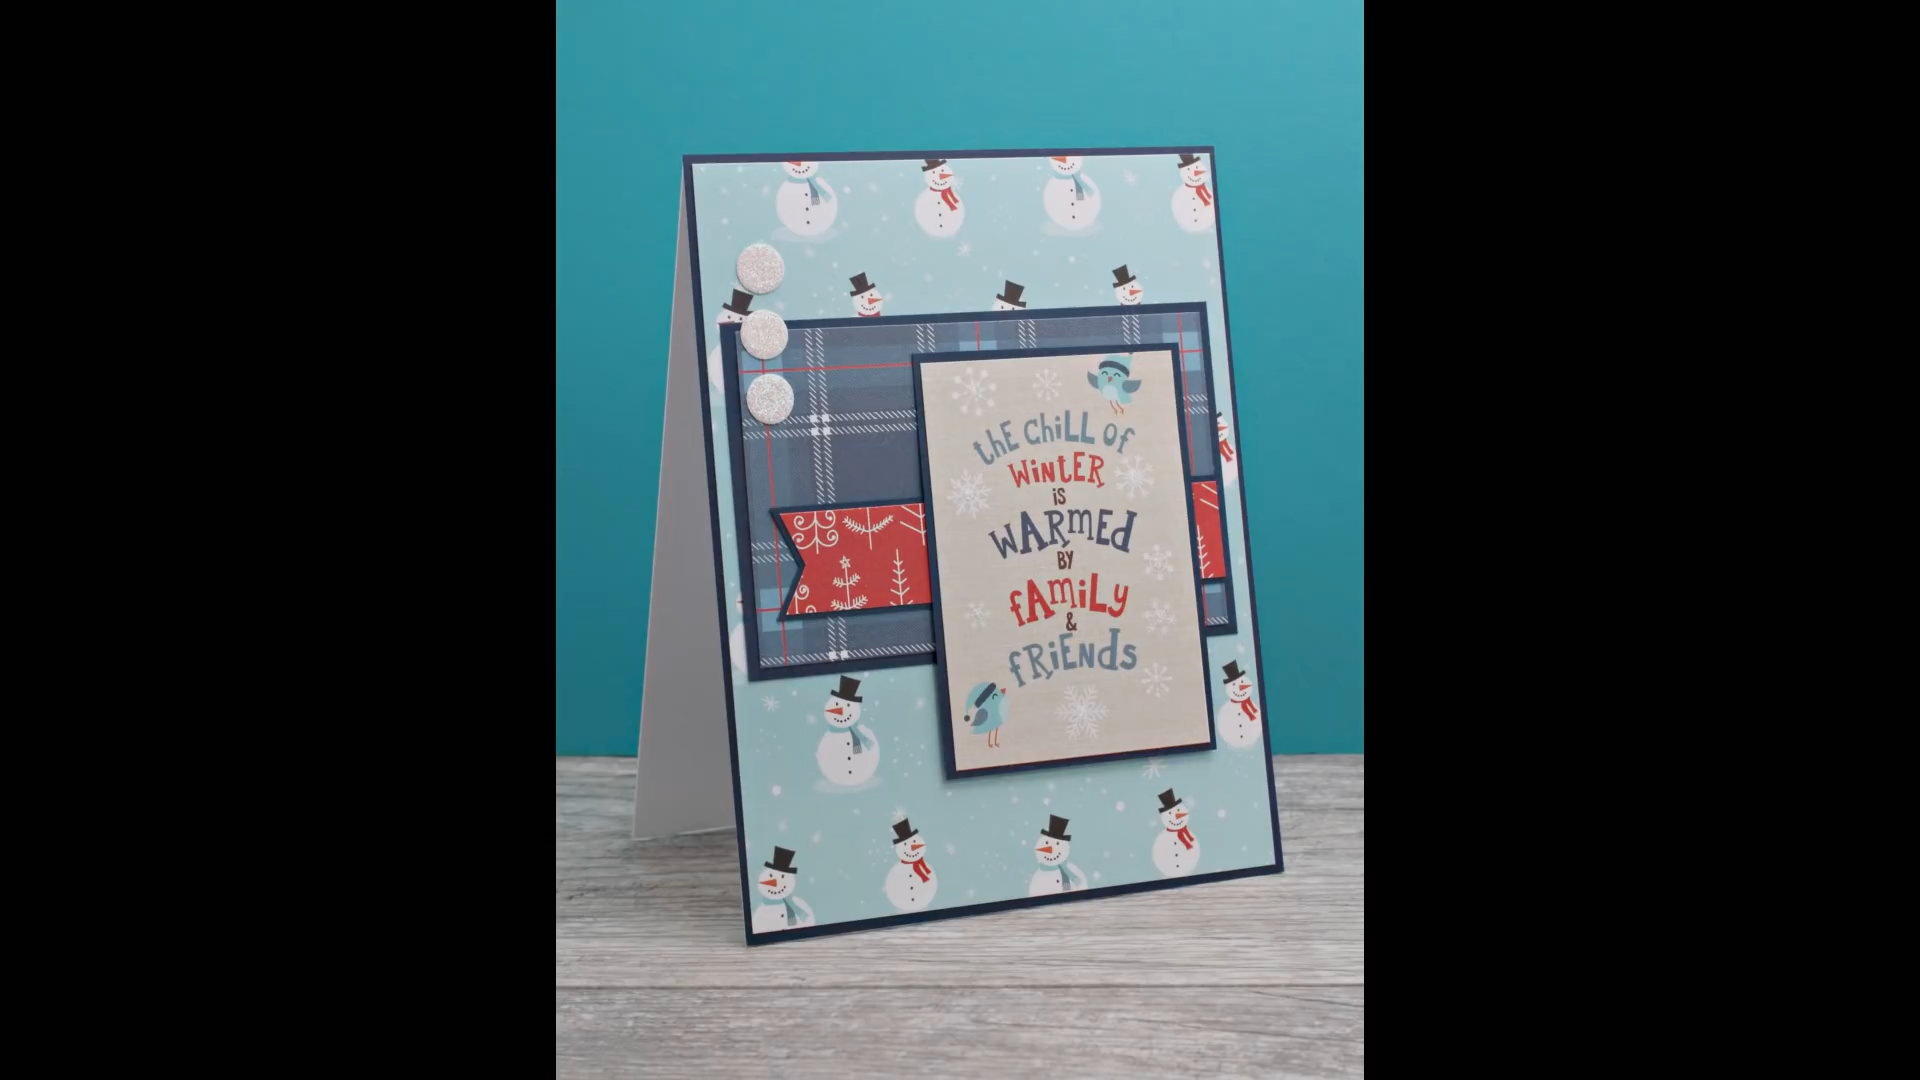 thE ChiLL of
WiNtER
iS
WARmEd
BY
fAmiLy
&
fRiENds